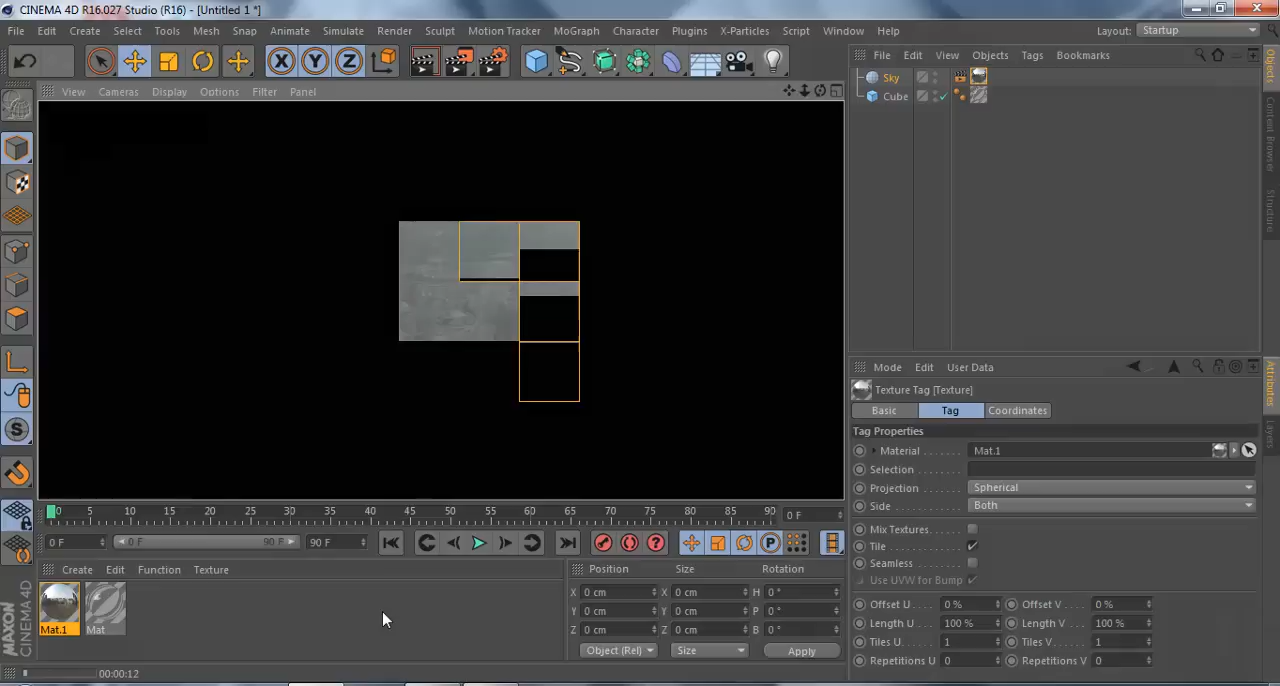 CINEMA 4D R16.027 Studio (R16) - [Untitled 1 *]
File Edit Create Select Tools Mesh Snap Animate Simulate Render Sculpt Motion Tracker MoGraph Character Plugins X-Particles Script Window Help Layout: Startup
X Y Z
File Edit View Objects Tags Bookmarks
View Cameras Display Options Filter Panel
Sky
Cube
Objects
Content Browser
Structure
Mode Edit User Data
Texture Tag [Texture]
Basic Tag Coordinates
Attributes
Layers
Tag Properties
Material Mat.1
Selection
Projection Spherical
Side Both
Mix Textures
Tile
Seamless
Use UVW for Bump
Offset U 0 % Offset V 0 %
Length U 100 % Length V 100 %
Tiles U 1 Tiles V 1
Repetitions U 0 Repetitions V 0
0 5 10 15 20 25 30 35 40 45 50 55 60 65 70 75 80 85 90 0 F
0 F 0 F 90 F 90 F
Create Edit Function Texture
Mat.1 Mat
Position Size Rotation
X 0 cm X 0 cm H 0 °
Y 0 cm Y 0 cm P 0 °
Z 0 cm Z 0 cm B 0 °
Object (Rel) Size Apply
MAXON
CINEMA 4D
00:00:12